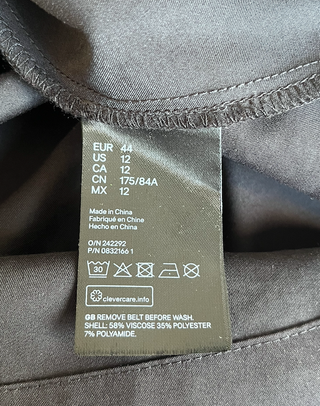 EUR 44
US 12
CA 12
CN 175/84A
MX 12
Made in China
Fabriqué en Chine
Hecho en China
O/N 242292
P/N 0832166 1
30
clevercare.info
GB REMOVE BELT BEFORE WASH.
SHELL: 58% VISCOSE 35% POLYESTER
7% POLYAMIDE.